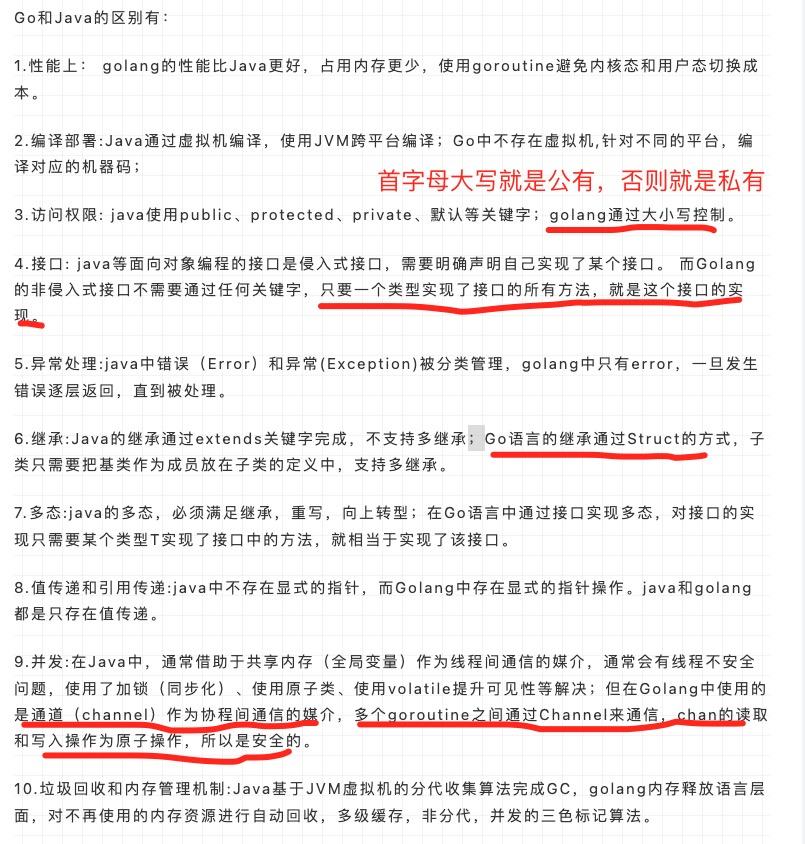 Go和Java的区别有：
1.性能上： golang的性能比Java更好，占用内存更少，使用goroutine避免内核态和用户态切换成
本。
2.编译部署:Java通过虚拟机编译，使用JVM跨平台编译；Go中不存在虚拟机,针对不同的平台，编
译对应的机器码；
首字母大写就是公有，否则就是私有
3.访问权限: java使用public、protected、private、默认等关键字；golang通过大小写控制。
4.接口: java等面向对象编程的接口是侵入式接口，需要明确声明自己实现了某个接口。 而Golang
的非侵入式接口不需要通过任何关键字，只要一个类型实现了接口的所有方法，就是这个接口的实
现。
5.异常处理:java中错误（Error）和异常(Exception)被分类管理，golang中只有error，一旦发生
错误逐层返回，直到被处理。
6.继承:Java的继承通过extends关键字完成，不支持多继承；Go语言的继承通过Struct的方式，子
类只需要把基类作为成员放在子类的定义中，支持多继承。
7.多态:java的多态，必须满足继承，重写，向上转型；在Go语言中通过接口实现多态，对接口的实
现只需要某个类型T实现了接口中的方法，就相当于实现了该接口。
8.值传递和引用传递:java中不存在显式的指针，而Golang中存在显式的指针操作。java和golang
都是只存在值传递。
9.并发:在Java中，通常借助于共享内存（全局变量）作为线程间通信的媒介，通常会有线程不安全
问题，使用了加锁（同步化）、使用原子类、使用volatile提升可见性等解决；但在Golang中使用的
是通道（channel）作为协程间通信的媒介，多个goroutine之间通过Channel来通信，chan的读取
和写入操作为原子操作，所以是安全的。
10.垃圾回收和内存管理机制:Java基于JVM虚拟机的分代收集算法完成GC，golang内存释放语言层
面，对不再使用的内存资源进行自动回收，多级缓存，非分代，并发的三色标记算法。